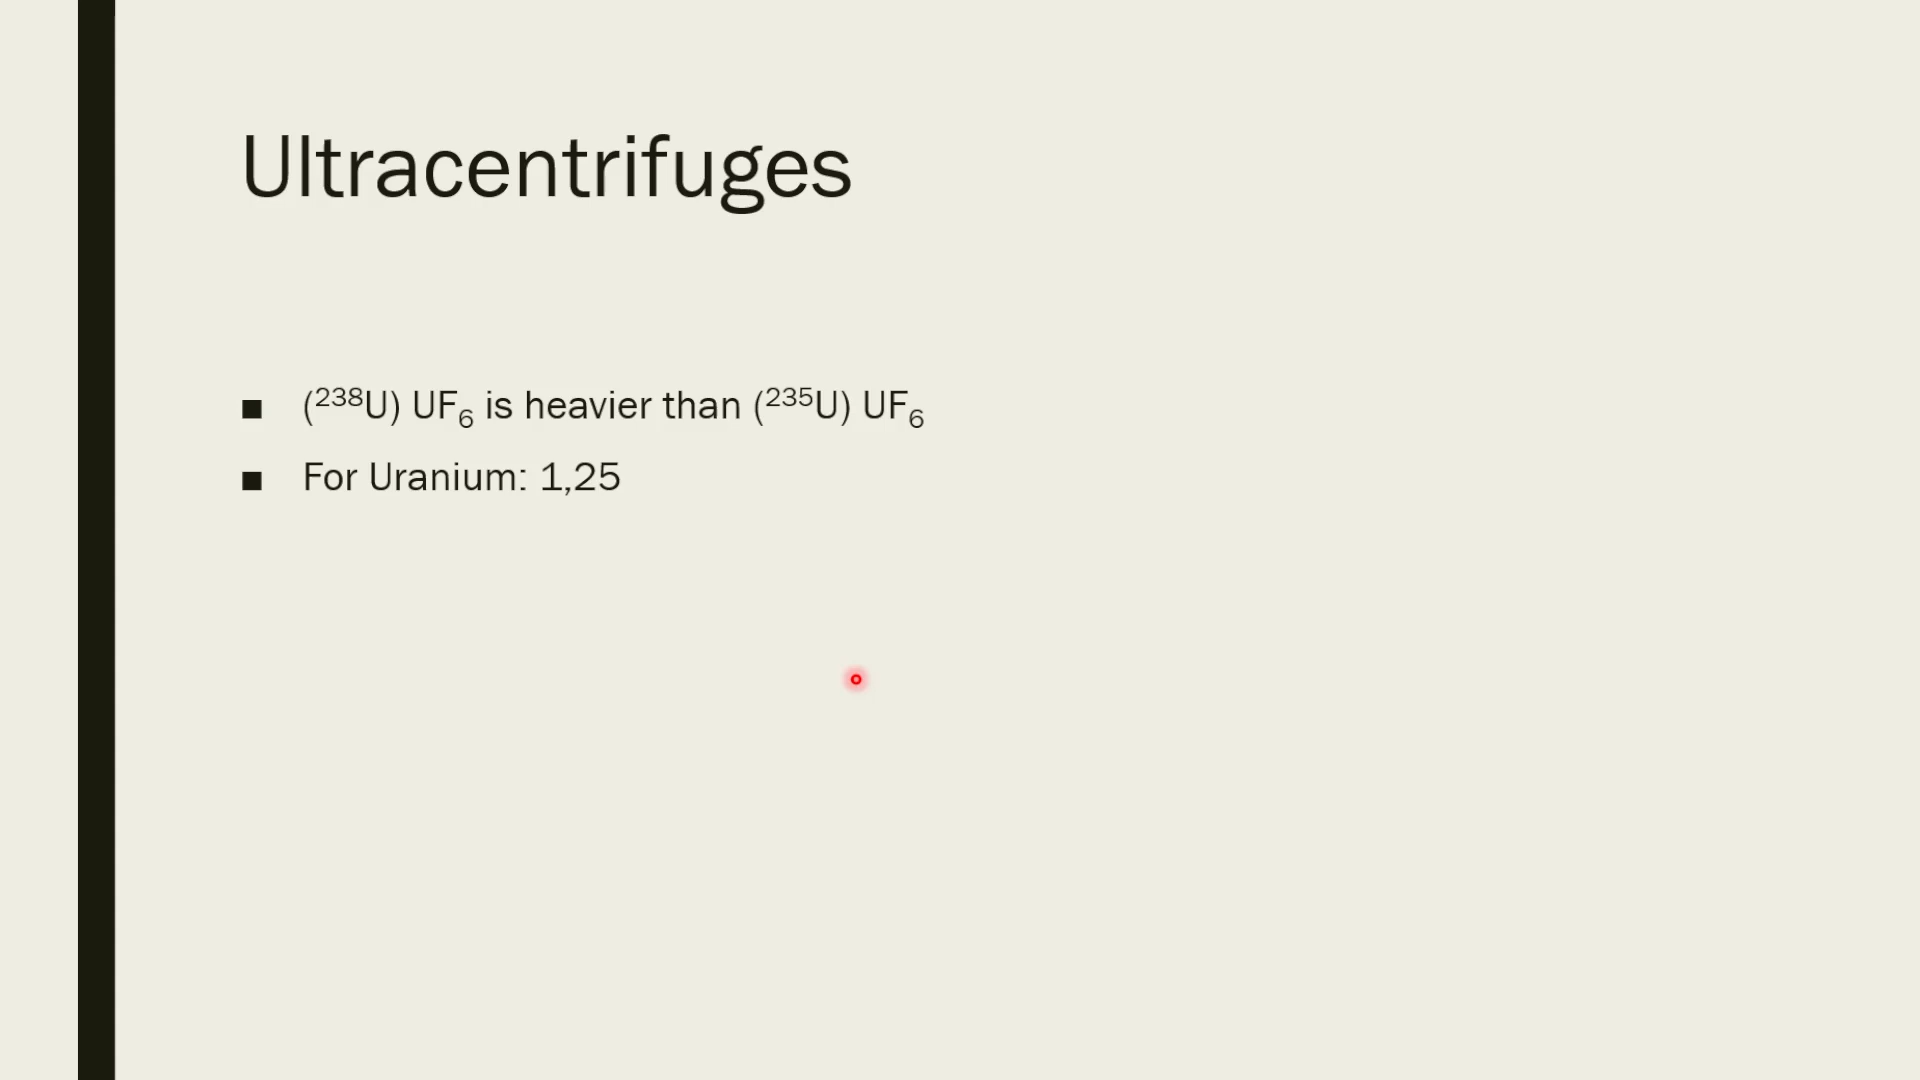 Ultracentrifuges
■ (²³⁸U) UF₆ is heavier than (²³⁵U) UF₆
■ For Uranium: 1,25